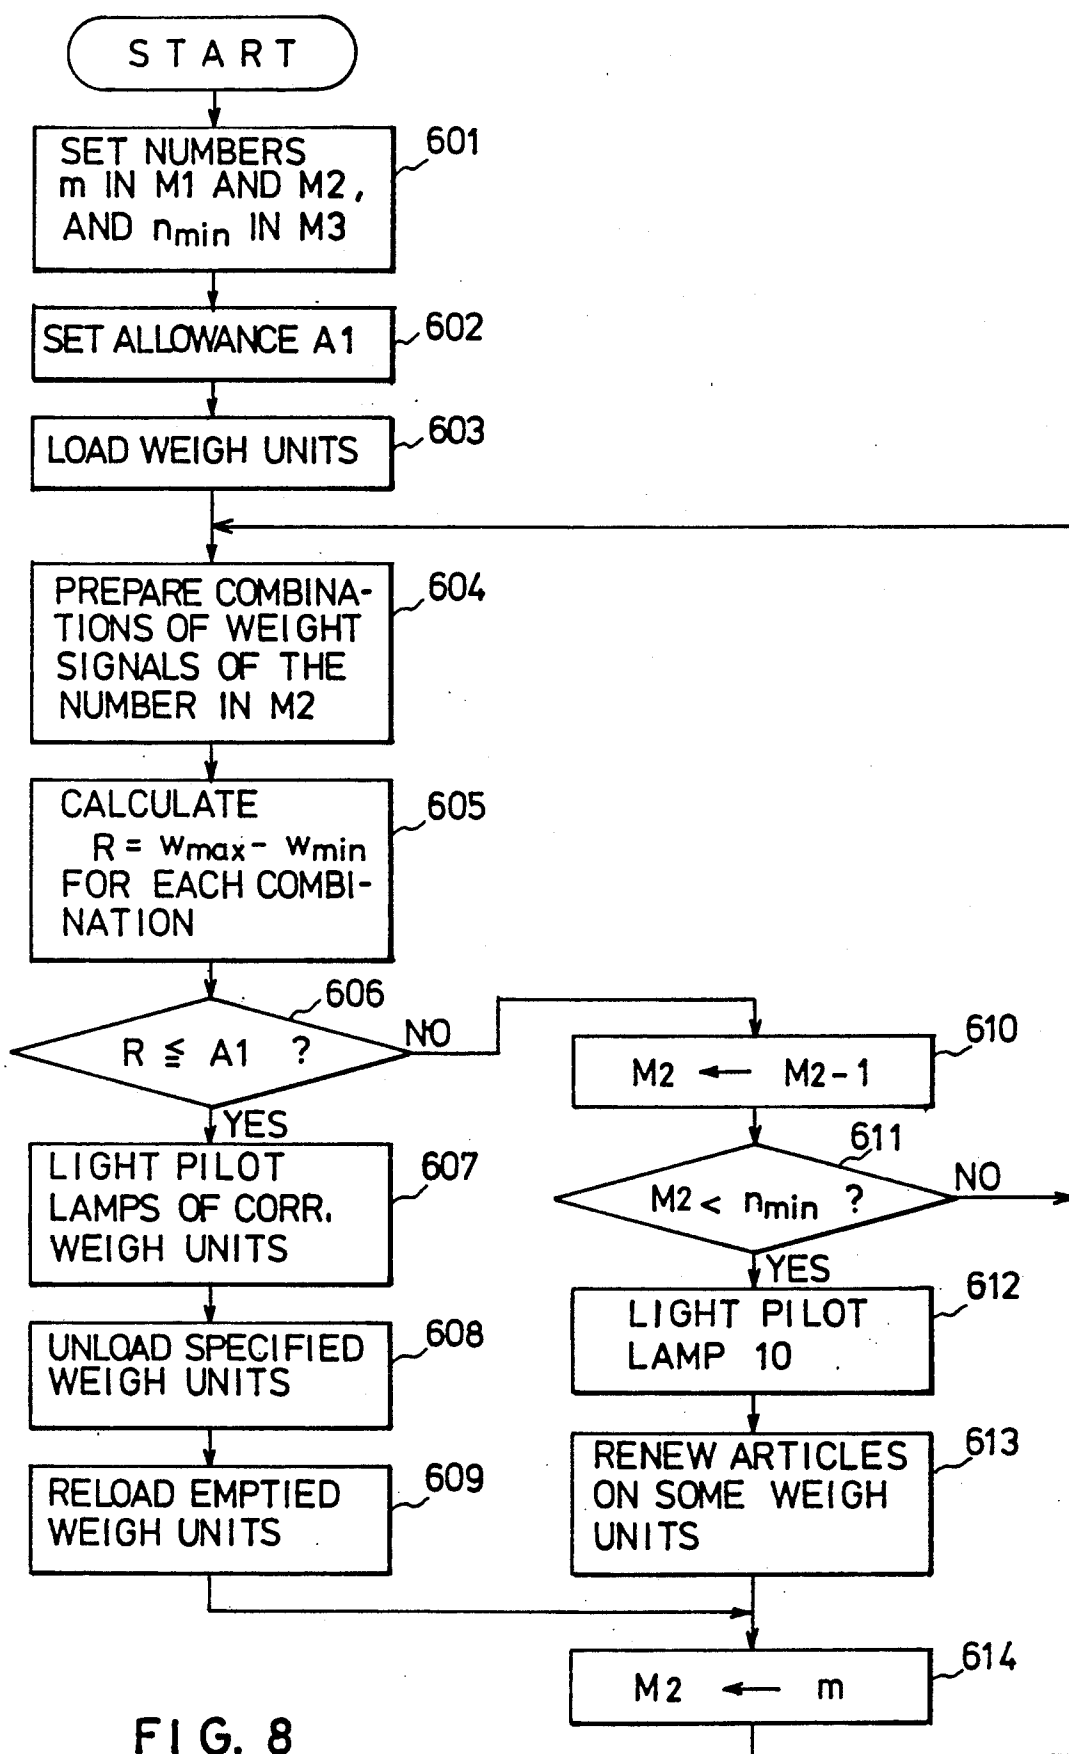 START
601
SET NUMBERS
m IN M1 AND M2,
AND nmin IN M3
602
SET ALLOWANCE A1
603
LOAD WEIGH UNITS
604
PREPARE COMBINA-
TIONS OF WEIGHT
SIGNALS OF THE
NUMBER IN M2
605
CALCULATE
R = wmax - wmin
FOR EACH COMBI-
NATION
606
R ≦ A1 ?
NO
YES
607
LIGHT PILOT
LAMPS OF CORR.
WEIGH UNITS
608
UNLOAD SPECIFIED
WEIGH UNITS
609
RELOAD EMPTIED
WEIGH UNITS
610
M2 ← M2-1
611
M2 < nmin ?
NO
YES
612
LIGHT PILOT
LAMP 10
613
RENEW ARTICLES
ON SOME WEIGH
UNITS
614
M2 ← m
FIG. 8